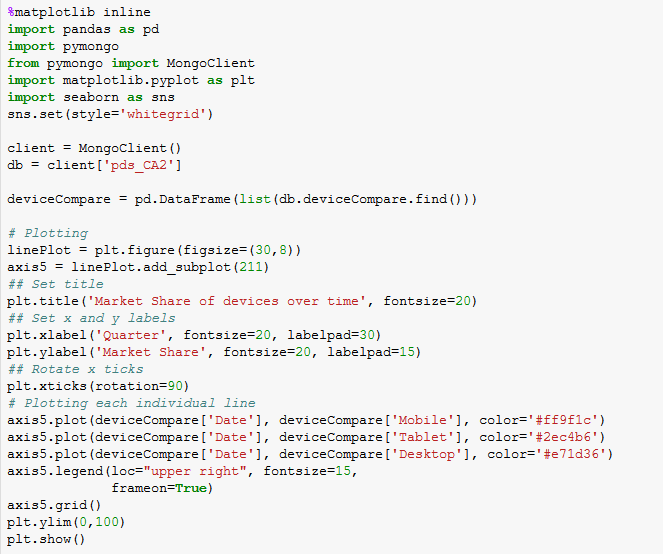 %matplotlib inline
import pandas as pd
import pymongo
from pymongo import MongoClient
import matplotlib.pyplot as plt
import seaborn as sns
sns.set(style='whitegrid')

client = MongoClient()
db = client['pds_CA2']

deviceCompare = pd.DataFrame(list(db.deviceCompare.find()))

# Plotting
linePlot = plt.figure(figsize=(30,8))
axis5 = linePlot.add_subplot(211)
## Set title
plt.title('Market Share of devices over time', fontsize=20)
## Set x and y labels
plt.xlabel('Quarter', fontsize=20, labelpad=30)
plt.ylabel('Market Share', fontsize=20, labelpad=15)
## Rotate x ticks
plt.xticks(rotation=90)
# Plotting each individual line
axis5.plot(deviceCompare['Date'], deviceCompare['Mobile'], color='#ff9f1c')
axis5.plot(deviceCompare['Date'], deviceCompare['Tablet'], color='#2ec4b6')
axis5.plot(deviceCompare['Date'], deviceCompare['Desktop'], color='#e71d36')
axis5.legend(loc="upper right", fontsize=15,
             frameon=True)
axis5.grid()
plt.ylim(0,100)
plt.show()